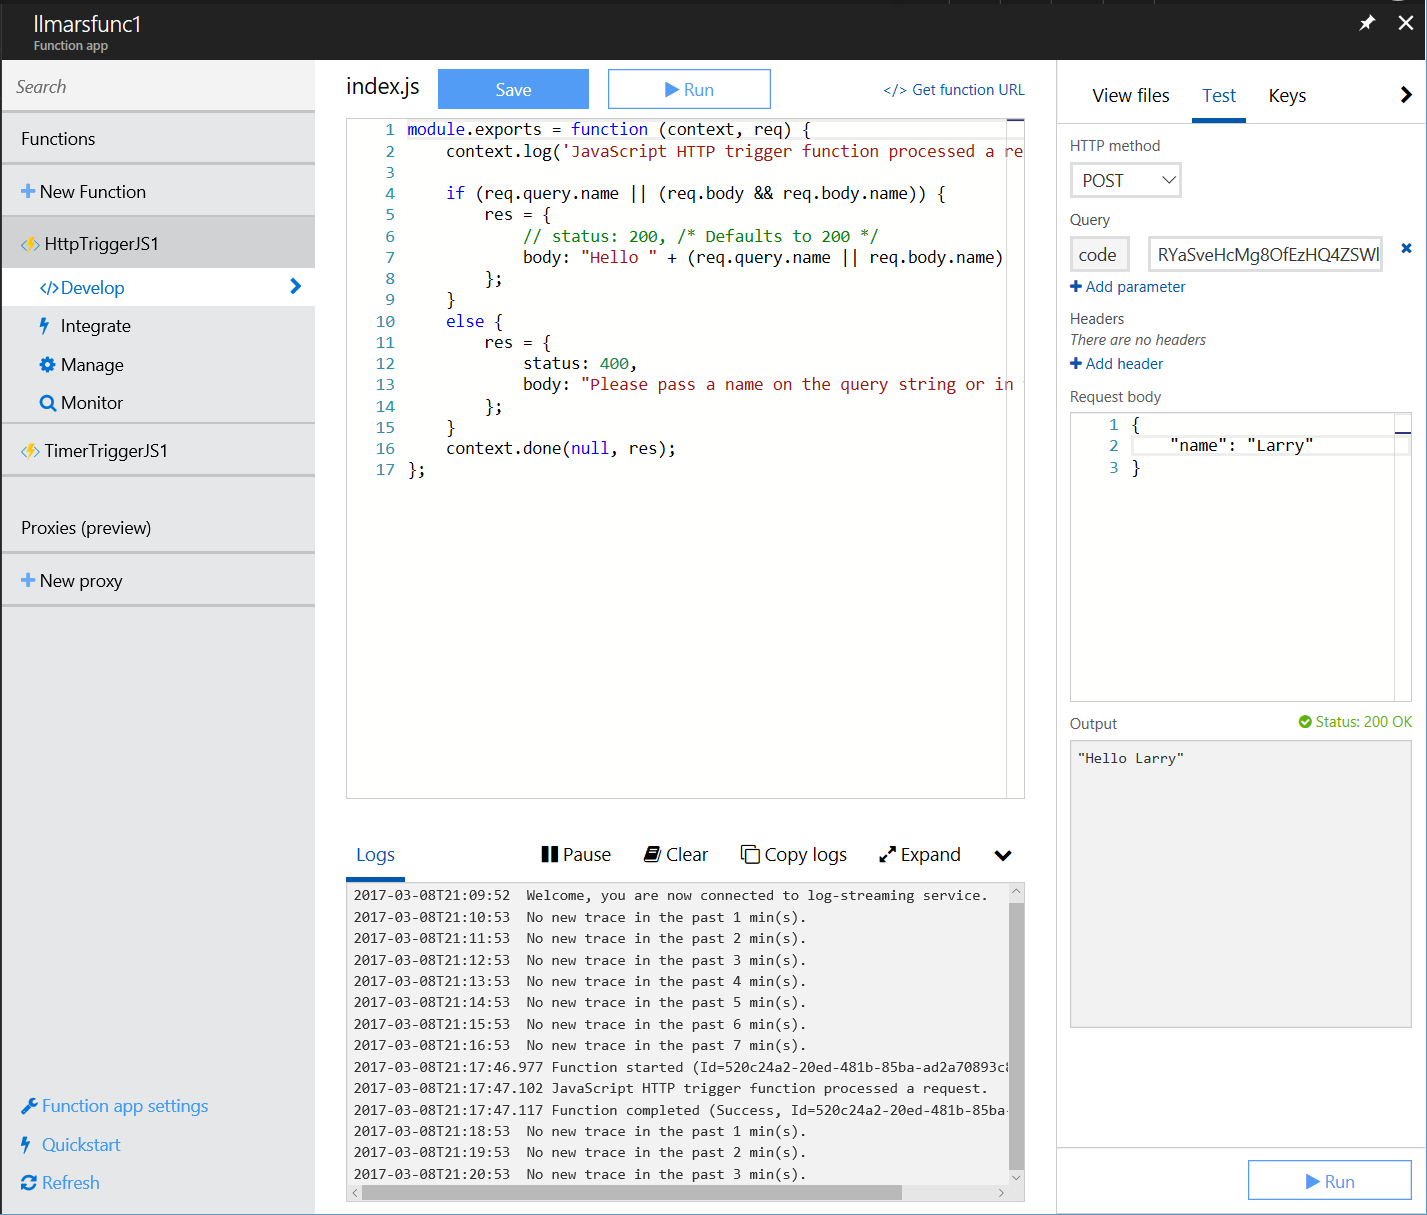 llmarsfunc1
Function app
Search
Functions
New Function
HttpTriggerJS1
</>Develop
Integrate
Manage
Monitor
TimerTriggerJS1
Proxies (preview)
New proxy
Function app settings
Quickstart
Refresh
index.js
Save
Run
</> Get function URL
1 module.exports = function (context, req) {
2     context.log('JavaScript HTTP trigger function processed a re
3
4     if (req.query.name || (req.body && req.body.name)) {
5         res = {
6             // status: 200, /* Defaults to 200 */
7             body: "Hello " + (req.query.name || req.body.name)
8         };
9     }
10     else {
11         res = {
12             status: 400,
13             body: "Please pass a name on the query string or in
14         };
15     }
16     context.done(null, res);
17 };
Logs
Pause
Clear
Copy logs
Expand
2017-03-08T21:09:52  Welcome, you are now connected to log-streaming service.
2017-03-08T21:10:53  No new trace in the past 1 min(s).
2017-03-08T21:11:53  No new trace in the past 2 min(s).
2017-03-08T21:12:53  No new trace in the past 3 min(s).
2017-03-08T21:13:53  No new trace in the past 4 min(s).
2017-03-08T21:14:53  No new trace in the past 5 min(s).
2017-03-08T21:15:53  No new trace in the past 6 min(s).
2017-03-08T21:16:53  No new trace in the past 7 min(s).
2017-03-08T21:17:46.977 Function started (Id=520c24a2-20ed-481b-85ba-ad2a70893c8
2017-03-08T21:17:47.102 JavaScript HTTP trigger function processed a request.
2017-03-08T21:17:47.117 Function completed (Success, Id=520c24a2-20ed-481b-85ba-
2017-03-08T21:18:53  No new trace in the past 1 min(s).
2017-03-08T21:19:53  No new trace in the past 2 min(s).
2017-03-08T21:20:53  No new trace in the past 3 min(s).
View files
Test
Keys
HTTP method
POST
Query
code
RYaSveHcMg8OfEzHQ4ZSWl
Add parameter
Headers
There are no headers
Add header
Request body
1 {
2     "name": "Larry"
3 }
Output
Status: 200 OK
"Hello Larry"
Run